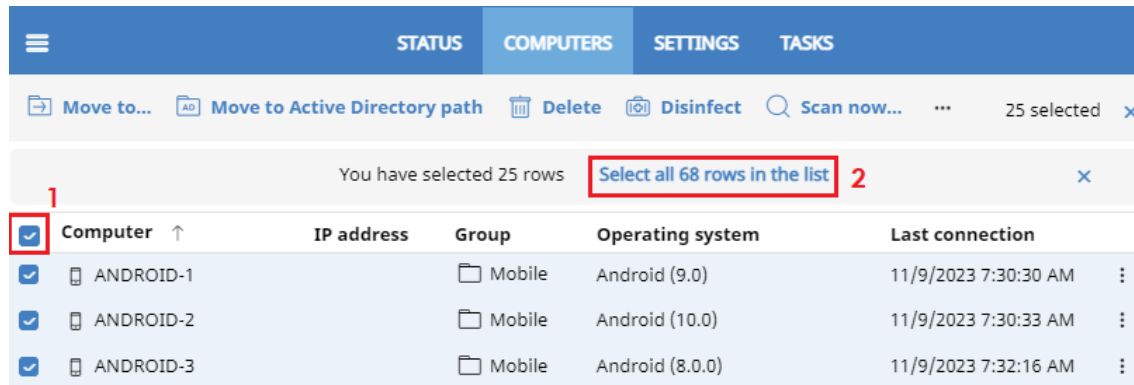 STATUS COMPUTERS SETTINGS TASKS
Move to... AD Move to Active Directory path Delete Disinfect Scan now... ... 25 selected ×
You have selected 25 rows Select all 68 rows in the list 2 ×
1
Computer ↑ IP address Group Operating system Last connection
ANDROID-1 Mobile Android (9.0) 11/9/2023 7:30:30 AM
ANDROID-2 Mobile Android (10.0) 11/9/2023 7:30:33 AM
ANDROID-3 Mobile Android (8.0.0) 11/9/2023 7:32:16 AM